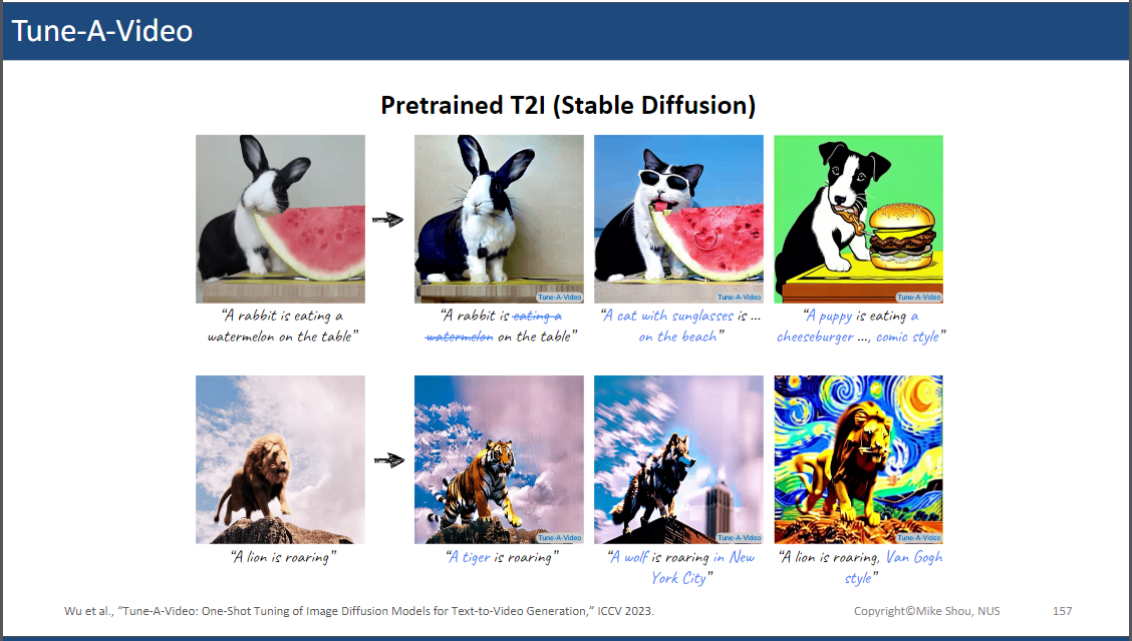 Tune-A-Video
Pretrained T2I (Stable Diffusion)
Tune-A-Video
Tune-A-Video
Tune-A-Video
"A rabbit is eating a
watermelon on the table"
"A rabbit is eating a
watermelon on the table"
"A cat with sunglasses is ...
on the beach"
"A puppy is eating a
cheeseburger ..., comic style"
Tune-A-Video
Tune-A-Video
Tune-A-Video
"A lion is roaring"
"A tiger is roaring"
"A wolf is roaring in New
York City"
"A lion is roaring, Van Gogh
style"
Wu et al., "Tune-A-Video: One-Shot Tuning of Image Diffusion Models for Text-to-Video Generation," ICCV 2023.
Copyright©Mike Shou, NUS
157